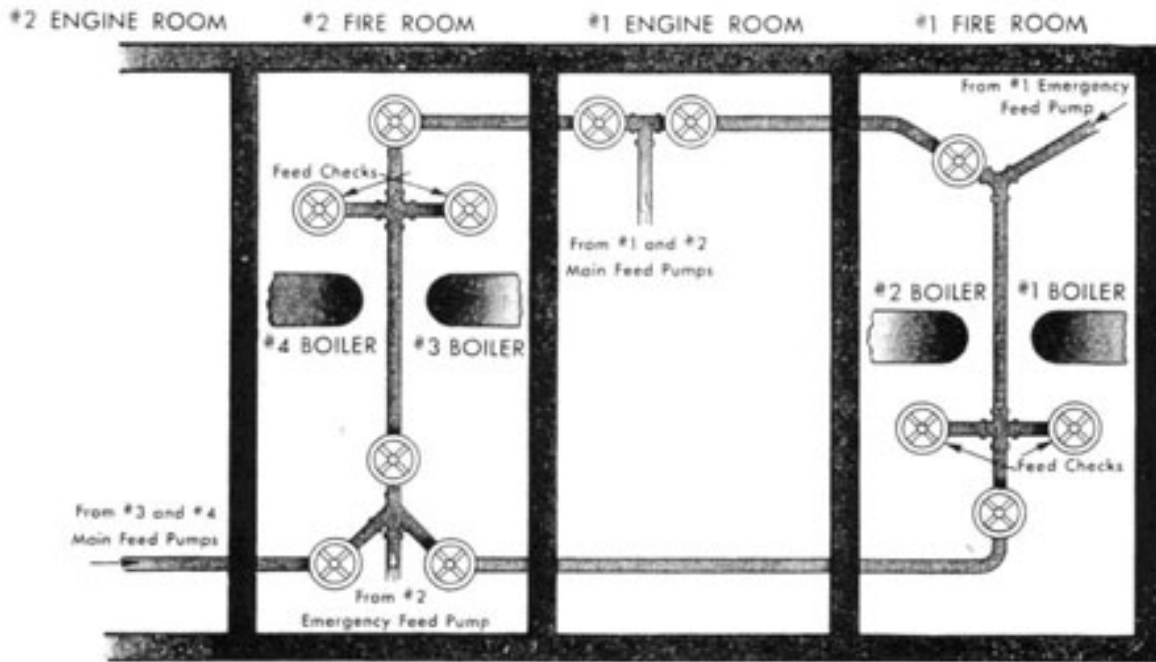 #2 ENGINE ROOM
#2 FIRE ROOM
#1 ENGINE ROOM
#1 FIRE ROOM
From #1 Emergency
Feed Pump
Feed Checks
From #1 and #2
Main Feed Pumps
#2 BOILER
#1 BOILER
#4 BOILER
#3 BOILER
Feed Checks
From #3 and #4
Main Feed Pumps
From #2
Emergency Feed Pump